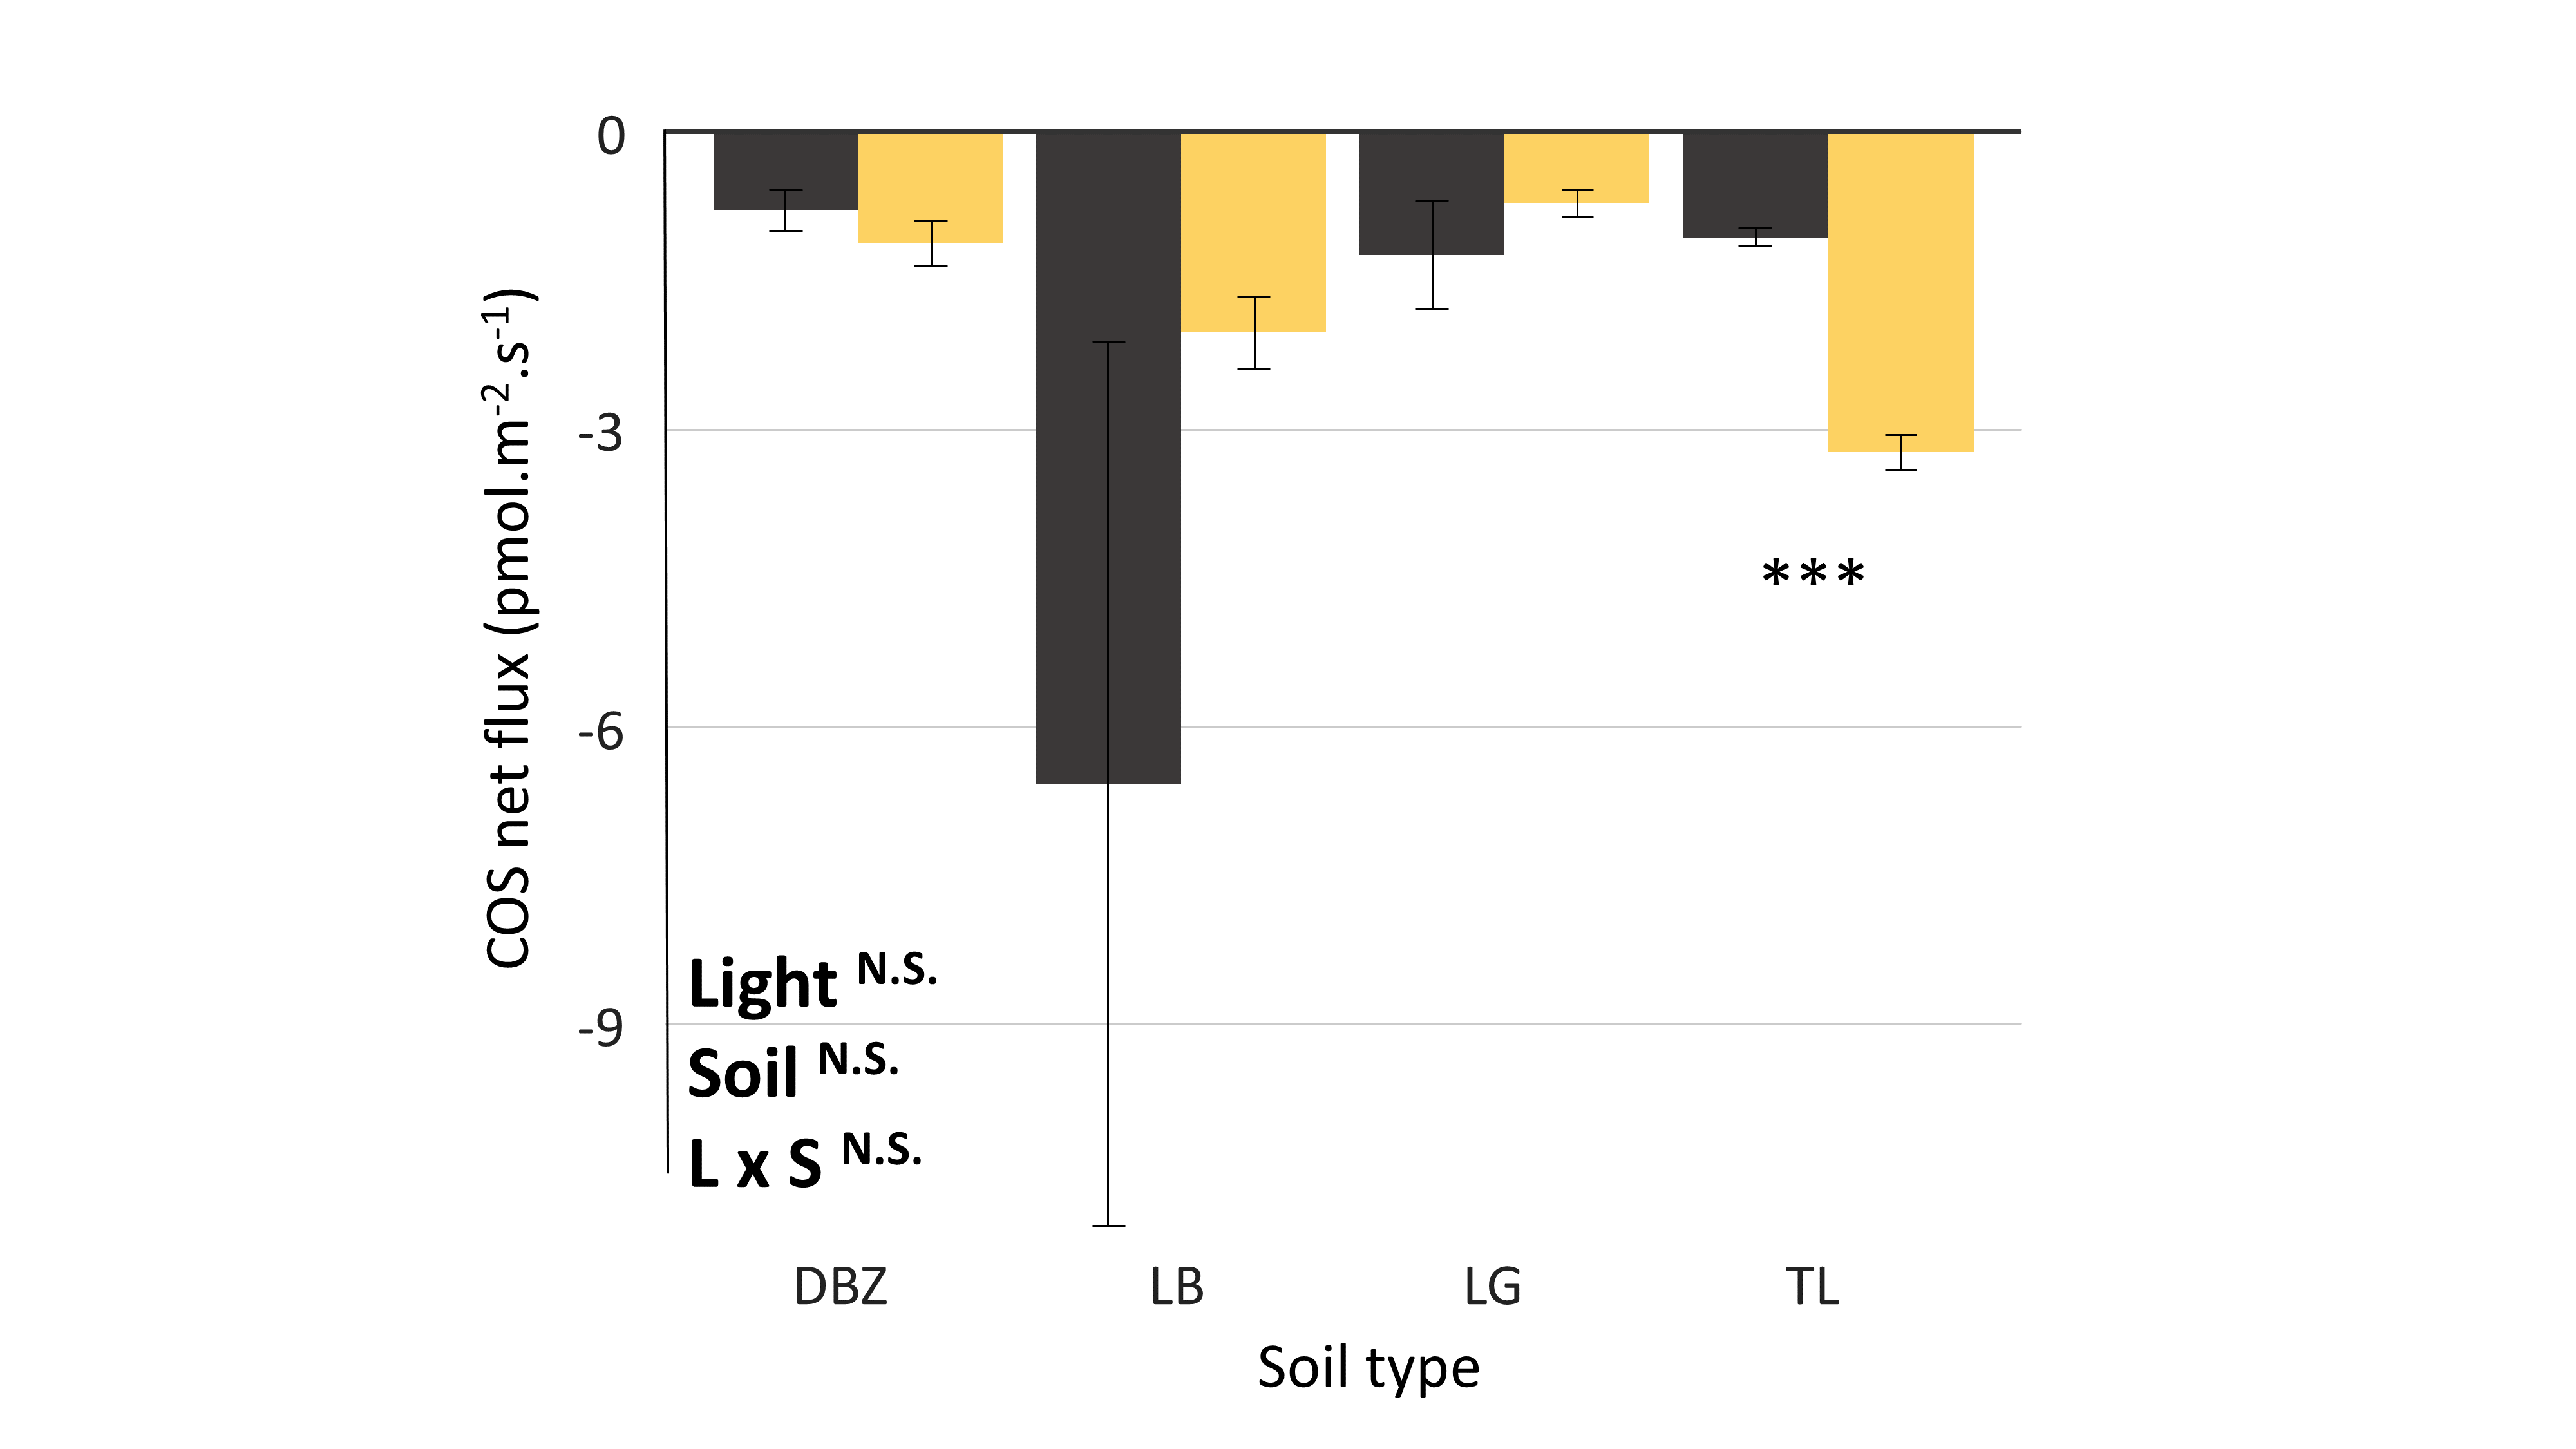 0
-3
-6
-9
COS net flux (pmol.m⁻².s⁻¹)
***
Light N.S.
Soil N.S.
L x S N.S.
DBZ LB LG TL
Soil type